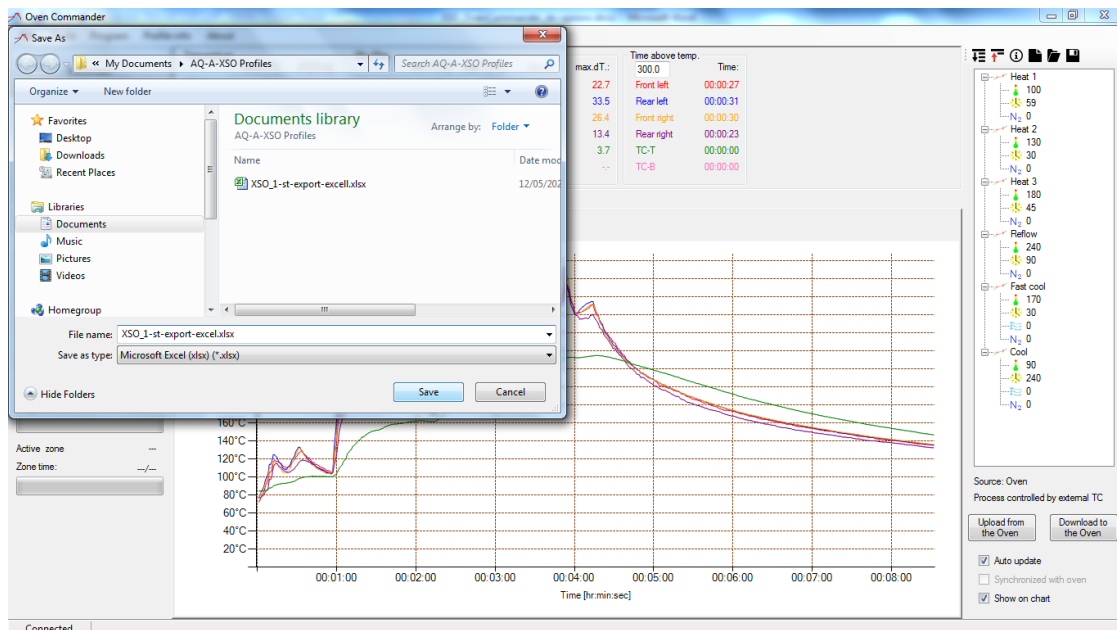 Oven Commander
Save As
« My Documents ▸ AQ-A-XSO Profiles
Search AQ-A-XSO Profiles
Organize
New folder
Favorites
Desktop
Downloads
Recent Places
Libraries
Documents
Music
Pictures
Videos
Homegroup
Documents library
AQ-A-XSO Profiles
Arrange by: Folder
Name
Date mod
XSO_1-st-export-excell.xlsx
12/05/202
File name: XSO_1-st-export-excel.xlsx
Save as type: Microsoft Excel (xlsx) (*.xlsx)
Hide Folders
Save
Cancel
max.dT.:
22.7
33.5
26.4
13.4
3.7
-.-
Time above temp.
300.0 Time:
Front left 00:00:27
Rear left 00:00:31
Front right 00:00:30
Rear right 00:00:23
TC-T 00:00:00
TC-B 00:00:00
Active zone ---
Zone time: ---/---
160°C
140°C
120°C
100°C
80°C
60°C
40°C
20°C
00:01:00 00:02:00 00:03:00 00:04:00 00:05:00 00:06:00 00:07:00 00:08:00
Time [hr:min:sec]
Heat 1
100
59
N₂ 0
Heat 2
130
30
N₂ 0
Heat 3
180
45
N₂ 0
Reflow
240
90
N₂ 0
Fast cool
170
30
0
N₂ 0
Cool
90
240
0
N₂ 0
Source: Oven
Process controlled by external TC
Upload from
the Oven
Download to
the Oven
Auto update
Synchronized with oven
Show on chart
Connected